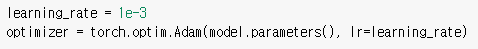 learning_rate = 1e-3
optimizer = torch.optim.Adam(model.parameters(), lr=learning_rate)